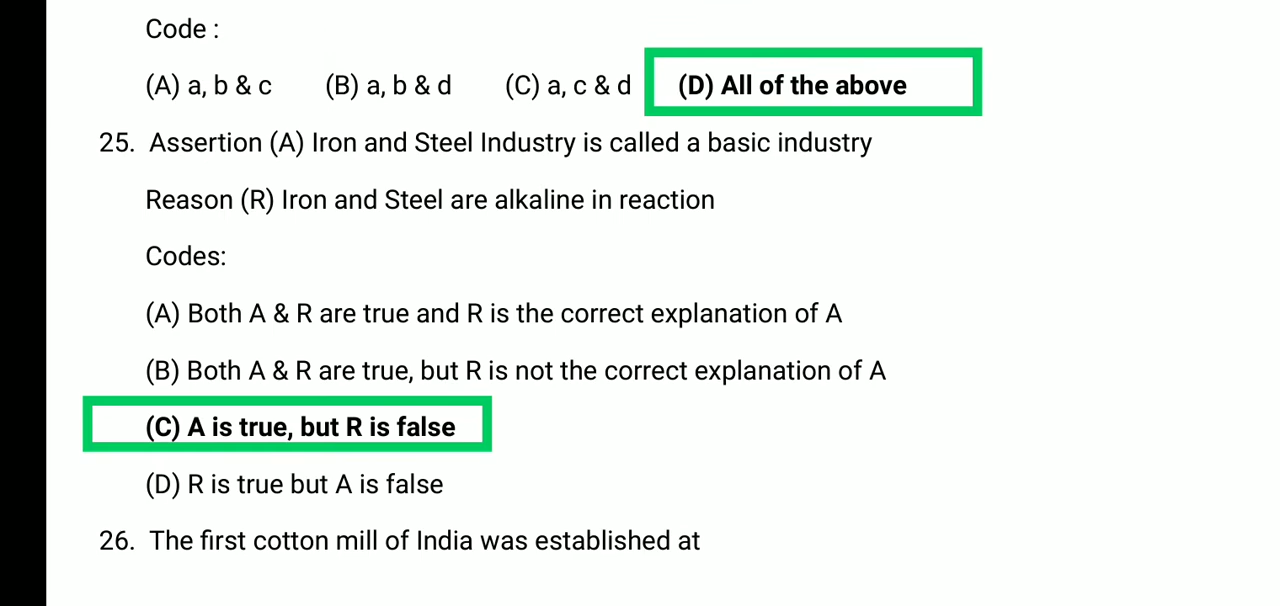 Code :
(A) a, b & c (B) a, b & d (C) a, c & d (D) All of the above
25. Assertion (A) Iron and Steel Industry is called a basic industry
Reason (R) Iron and Steel are alkaline in reaction
Codes:
(A) Both A & R are true and R is the correct explanation of A
(B) Both A & R are true, but R is not the correct explanation of A
(C) A is true, but R is false
(D) R is true but A is false
26. The first cotton mill of India was established at